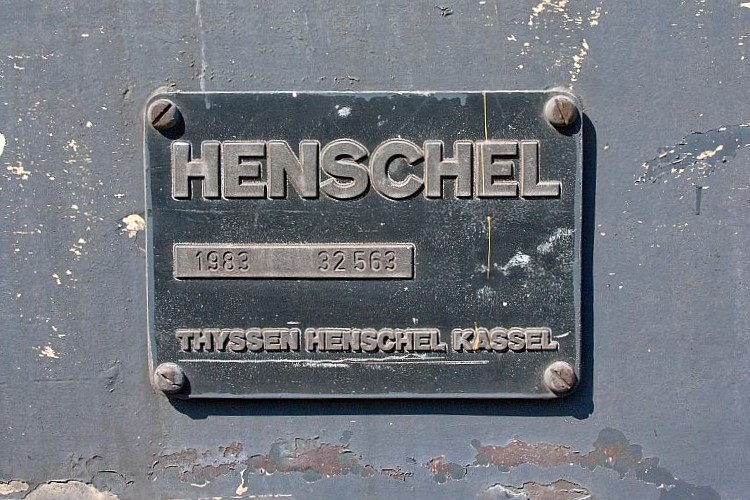 HENSCHEL
1983 32 563
THYSSEN HENSCHEL KASSEL